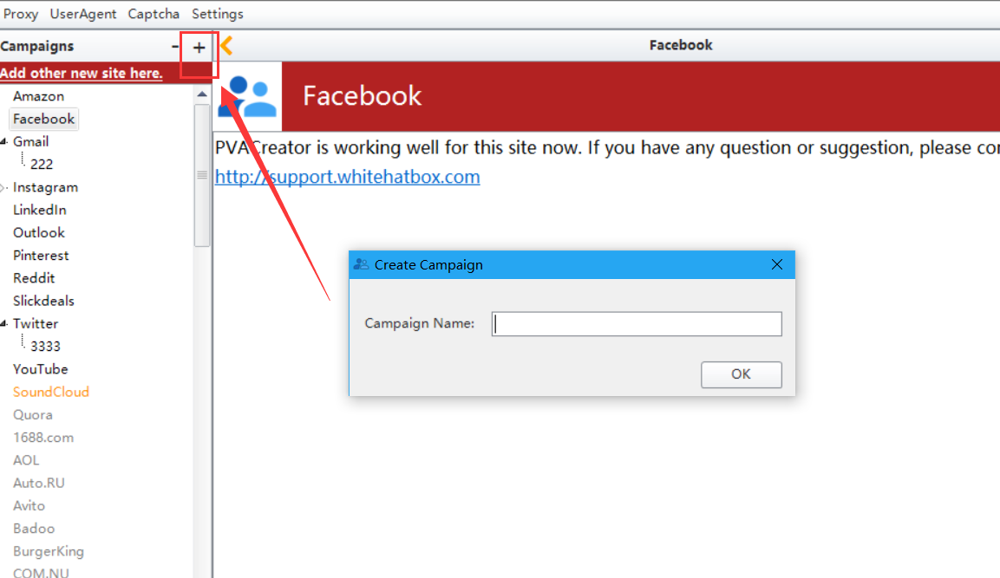 Proxy UserAgent Captcha Settings
Campaigns - +
Facebook
Add other new site here.
Amazon
Facebook
Gmail
222
Instagram
LinkedIn
Outlook
Pinterest
Reddit
Slickdeals
Twitter
3333
YouTube
SoundCloud
Quora
1688.com
AOL
Auto.RU
Avito
Badoo
BurgerKing
COM.NU
Facebook
PVACreator is working well for this site now. If you have any question or suggestion, please
http://support.whitehatbox.com
Create Campaign
Campaign Name:
OK